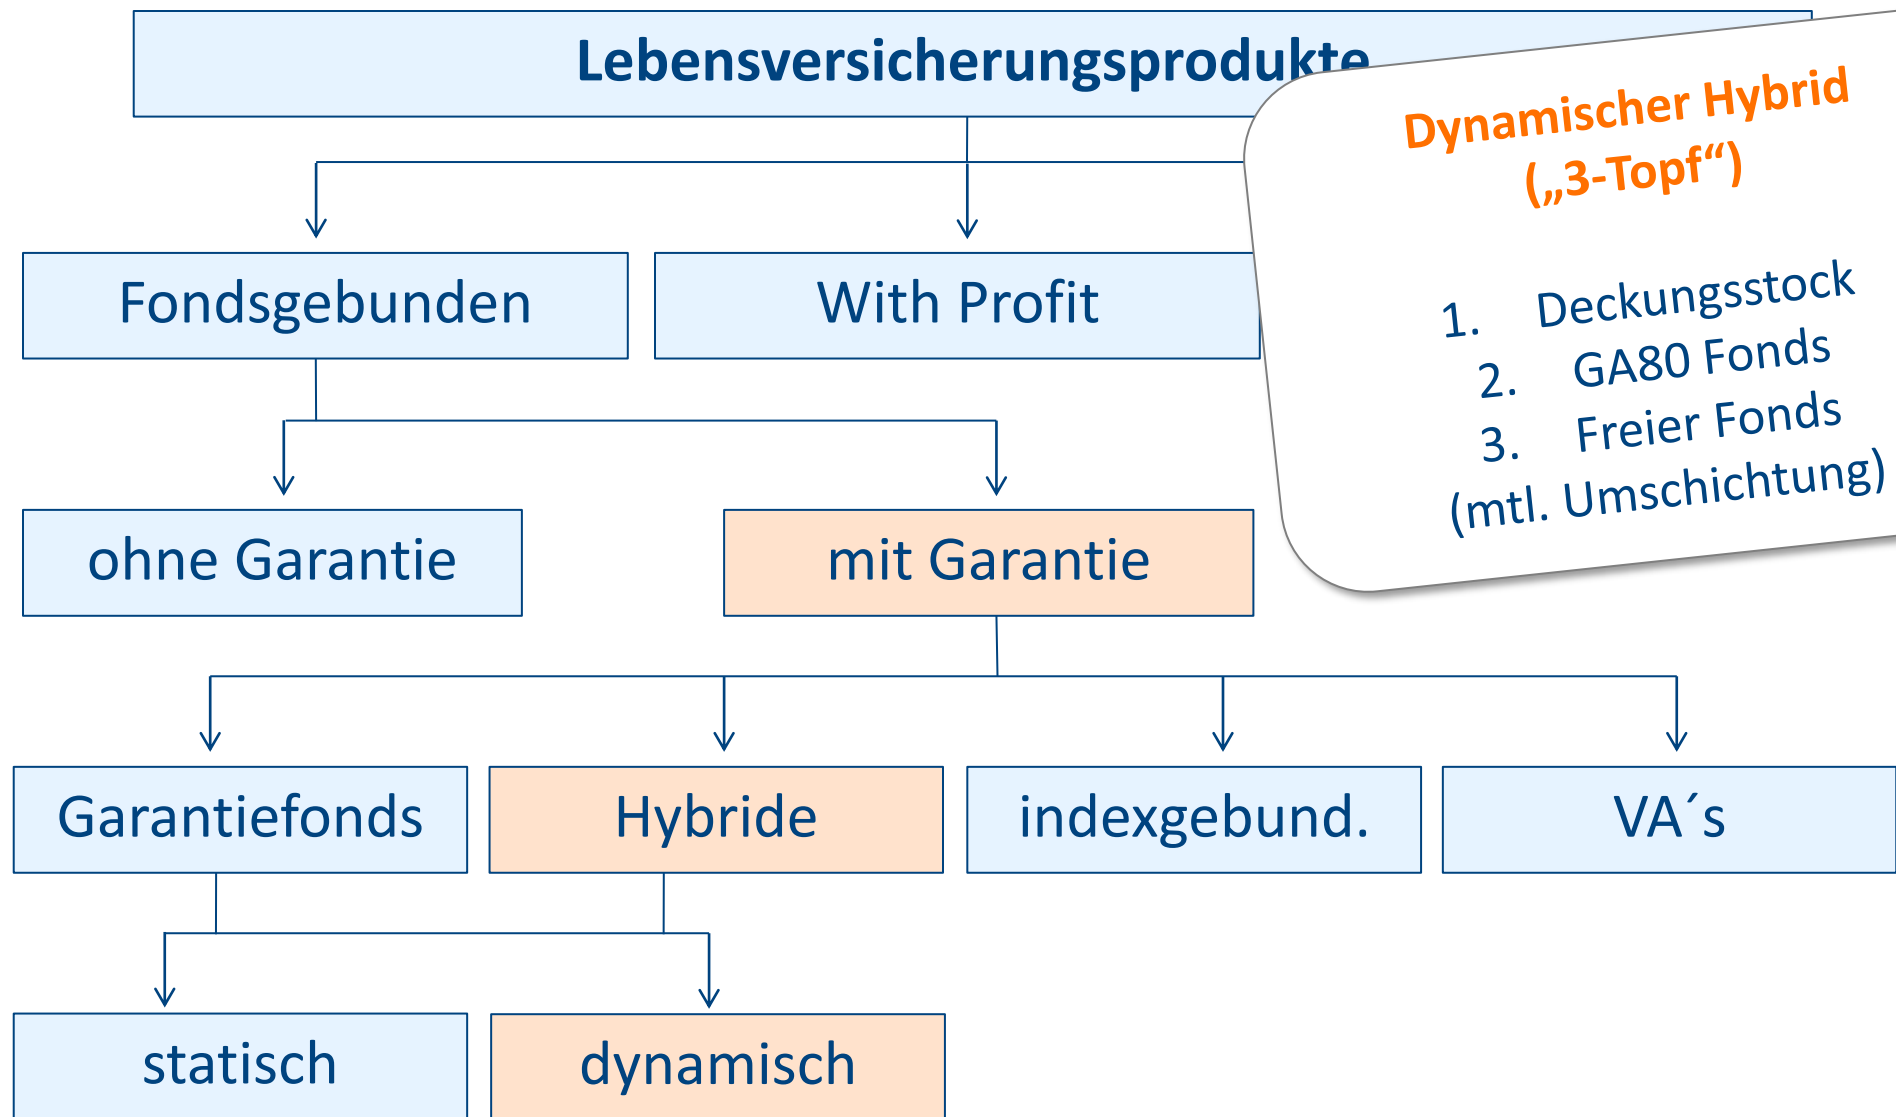 Lebensversicherungsprodukte
Dynamischer Hybrid
(„3-Topf“)
1. Deckungsstock
2. GA80 Fonds
3. Freier Fonds
(mtl. Umschichtung)
Fondsgebunden
With Profit
ohne Garantie
mit Garantie
Garantiefonds
Hybride
indexgebund.
VA´s
statisch
dynamisch